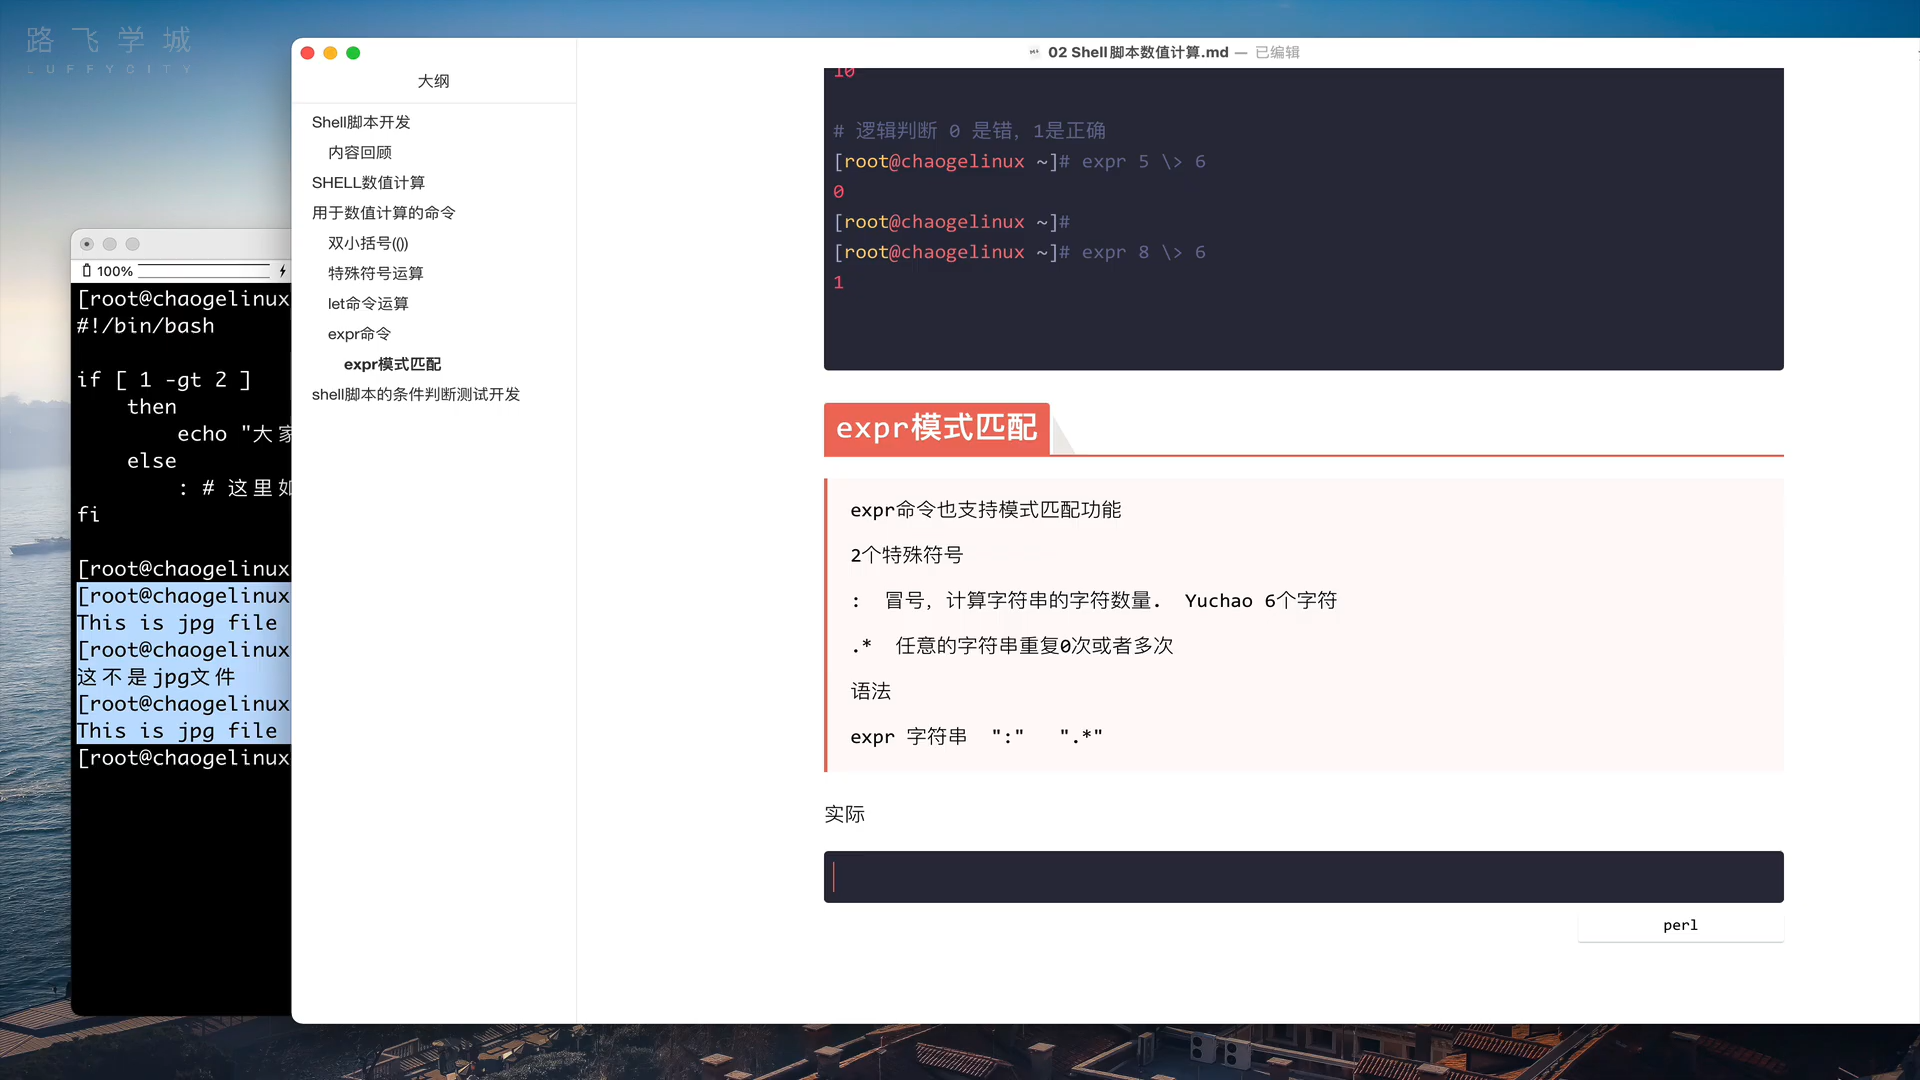 路飞学城
LUFFYCITY
02 Shell脚本数值计算.md — 已编辑
大纲
Shell脚本开发
内容回顾
SHELL数值计算
用于数值计算的命令
双小括号(())
特殊符号运算
let命令运算
expr命令
expr模式匹配
shell脚本的条件判断测试开发
100%
[root@chaogelinux
#!/bin/bash
if [ 1 -gt 2 ]
then
echo "大家
else
: # 这里如
fi
[root@chaogelinux
[root@chaogelinux
This is jpg file
[root@chaogelinux
这不是jpg文件
[root@chaogelinux
This is jpg file
[root@chaogelinux
10
# 逻辑判断 0 是错，1是正确
[root@chaogelinux ~]# expr 5 \> 6
0
[root@chaogelinux ~]#
[root@chaogelinux ~]# expr 8 \> 6
1
expr模式匹配
expr命令也支持模式匹配功能
2个特殊符号
: 冒号，计算字符串的字符数量. Yuchao 6个字符
.* 任意的字符串重复0次或者多次
语法
expr 字符串 ":" ".*"
实际
perl